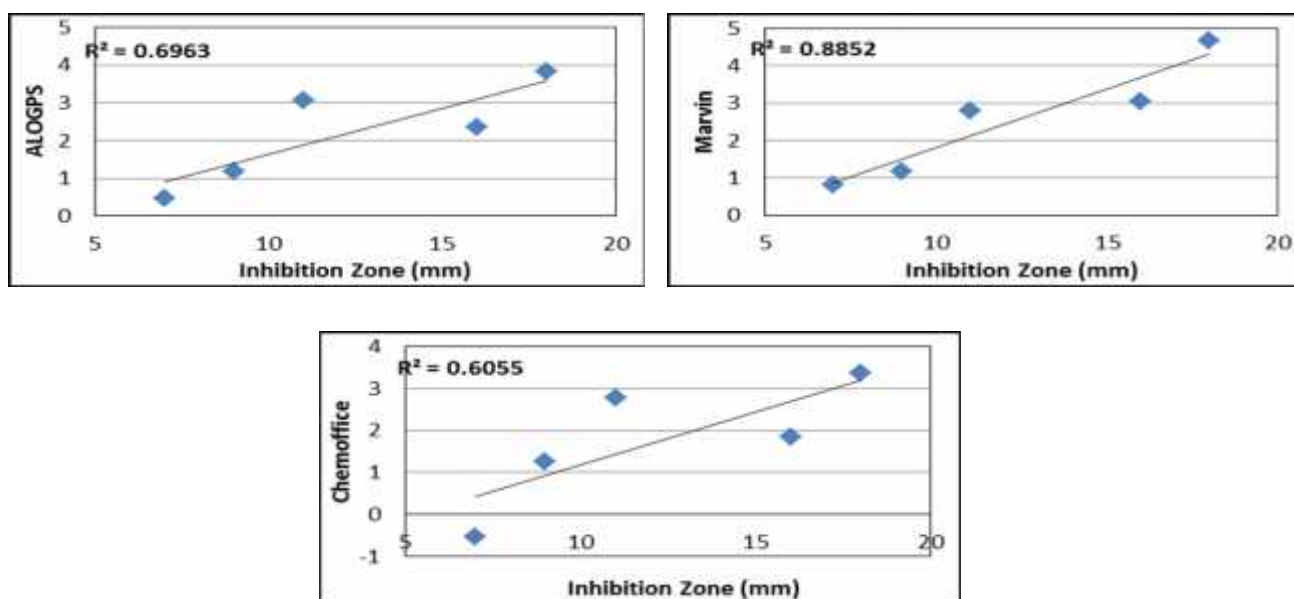 5
R² = 0.6963
4
3
2
1
0
ALOGPS
5 10 15 20
Inhibition Zone (mm)
5
R² = 0.8852
4
3
2
1
0
Marvin
5 10 15 20
Inhibition Zone (mm)
4
R² = 0.6055
3
2
1
0
-1
Chemoffice
5 10 15 20
Inhibition Zone (mm)